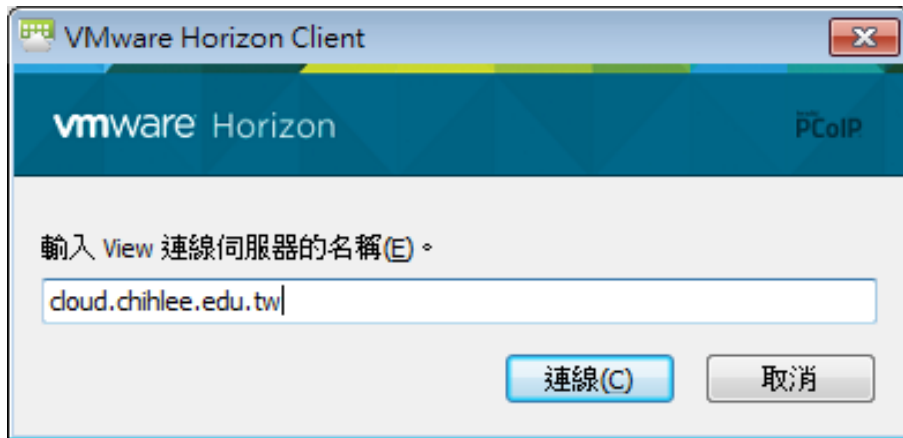 VMware Horizon Client
vmware Horizon
PCoIP
輸入 View 連線伺服器的名稱(E)。
cloud.chihlee.edu.tw
連線(C)
取消